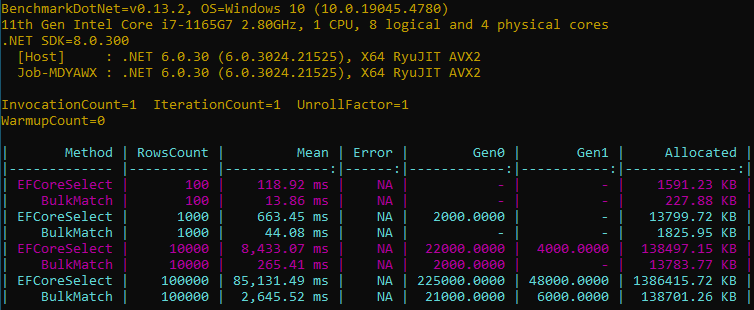 BenchmarkDotNet=v0.13.2, OS=Windows 10 (10.0.19045.4780)
11th Gen Intel Core i7-1165G7 2.80GHz, 1 CPU, 8 logical and 4 physical cores
.NET SDK=8.0.300
  [Host]     : .NET 6.0.30 (6.0.3024.21525), X64 RyuJIT AVX2
  Job-MDYAWX : .NET 6.0.30 (6.0.3024.21525), X64 RyuJIT AVX2
InvocationCount=1  IterationCount=1  UnrollFactor=1
WarmupCount=0
|       Method | RowsCount |         Mean | Error |        Gen0 |       Gen1 |     Allocated |
|------------- |---------- |-------------:|------:|------------:|-----------:|--------------:|
| EFCoreSelect |       100 |    118.92 ms |    NA |           - |          - |    1591.23 KB |
|    BulkMatch |       100 |     13.86 ms |    NA |           - |          - |     227.88 KB |
| EFCoreSelect |      1000 |    663.45 ms |    NA |   2000.0000 |          - |   13799.72 KB |
|    BulkMatch |      1000 |     44.08 ms |    NA |           - |          - |    1825.95 KB |
| EFCoreSelect |     10000 |  8,433.07 ms |    NA |  22000.0000 |  4000.0000 |  138497.15 KB |
|    BulkMatch |     10000 |    265.41 ms |    NA |   2000.0000 |          - |   13783.77 KB |
| EFCoreSelect |    100000 | 85,131.49 ms |    NA | 225000.0000 | 48000.0000 | 1386415.72 KB |
|    BulkMatch |    100000 |  2,645.52 ms |    NA |  21000.0000 |  6000.0000 |  138701.26 KB |